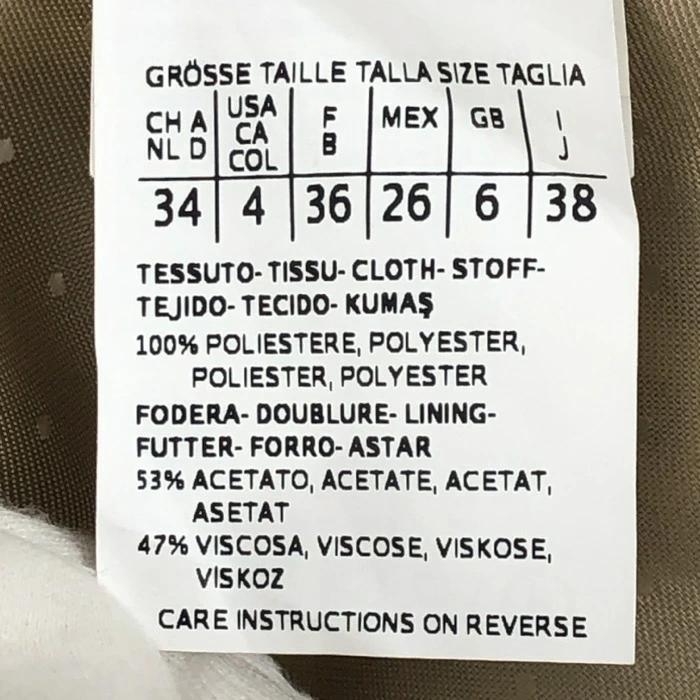 GRÖSSE TAILLE TALLA SIZE TAGLIA
CH A NL D USA CA COL F B MEX GB I J
34 4 36 26 6 38
TESSUTO- TISSU- CLOTH- STOFF-
TEJIDO- TECIDO- KUMAŞ
100% POLIESTERE, POLYESTER,
POLIESTER, POLYESTER
FODERA- DOUBLURE- LINING-
FUTTER- FORRO- ASTAR
53% ACETATO, ACETATE, ACETAT,
ASETAT
47% VISCOSA, VISCOSE, VISKOSE,
VİSKOZ
CARE INSTRUCTIONS ON REVERSE